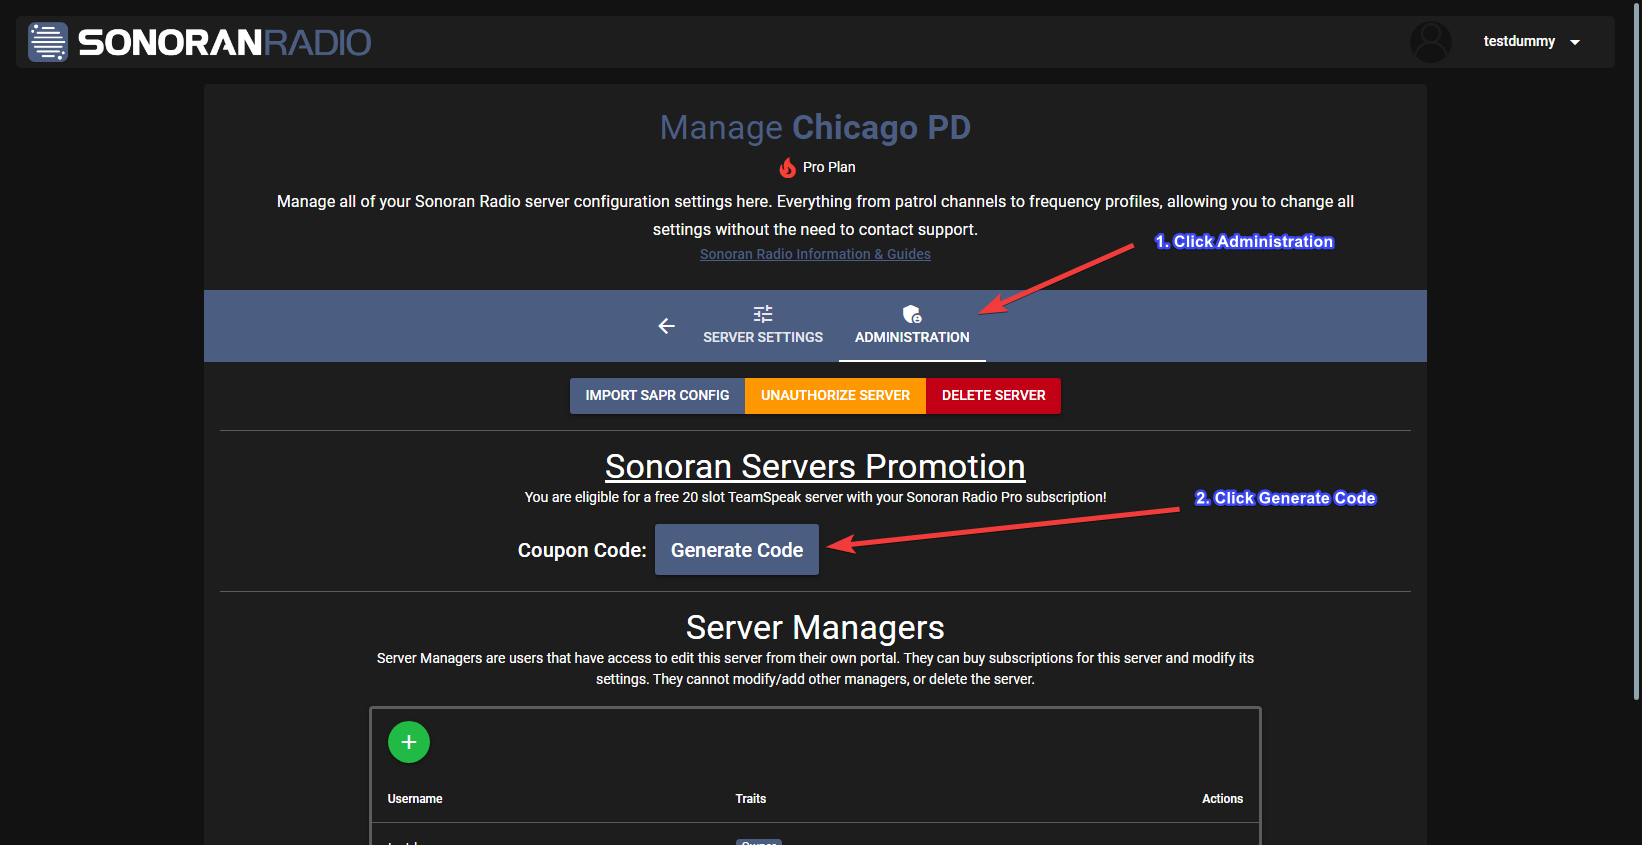 SONORANRADIO
testdummy
Manage Chicago PD
Pro Plan
Manage all of your Sonoran Radio server configuration settings here. Everything from patrol channels to frequency profiles, allowing you to change all
settings without the need to contact support.
1. Click Administration
Sonoran Radio Information & Guides
SERVER SETTINGS
ADMINISTRATION
IMPORT SAPR CONFIG
UNAUTHORIZE SERVER
DELETE SERVER
Sonoran Servers Promotion
You are eligible for a free 20 slot TeamSpeak server with your Sonoran Radio Pro subscription!
2. Click Generate Code
Coupon Code:
Generate Code
Server Managers
Server Managers are users that have access to edit this server from their own portal. They can buy subscriptions for this server and modify its
settings. They cannot modify/add other managers, or delete the server.
Username
Traits
Actions
Owner